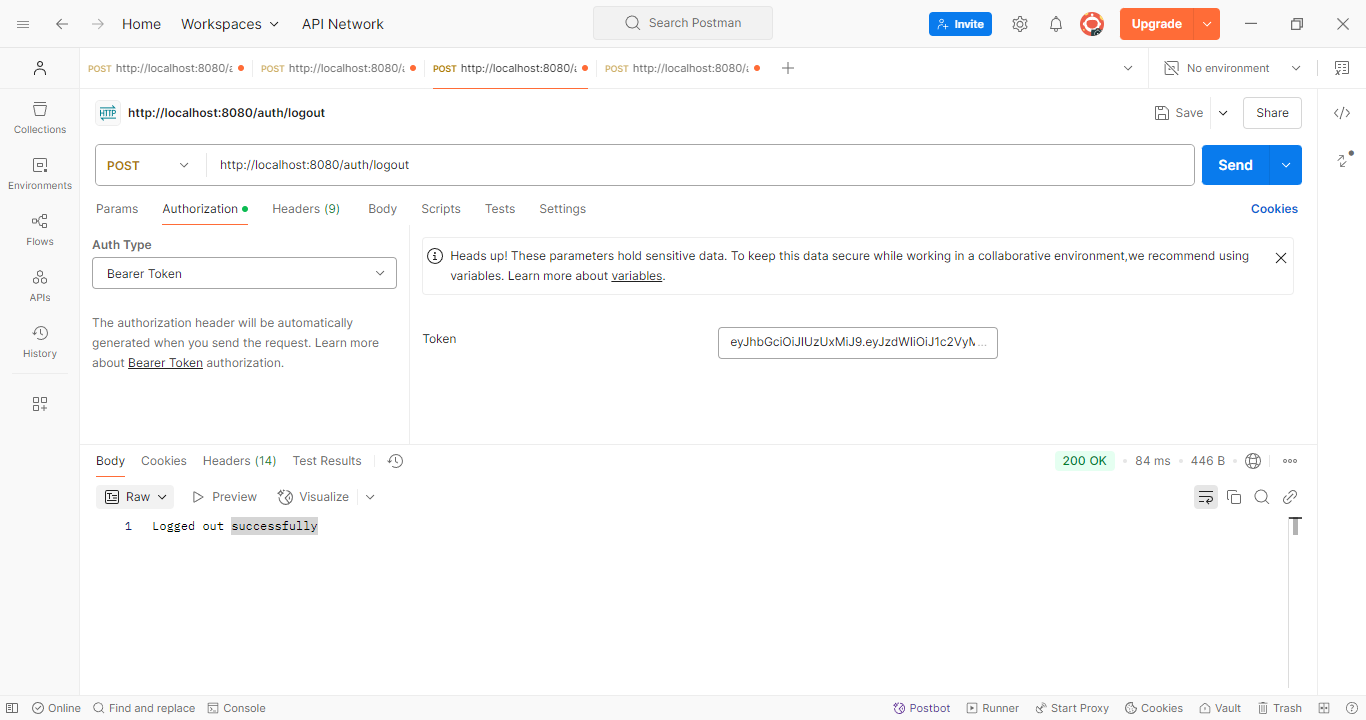 Home Workspaces API Network Search Postman Invite Upgrade
POST http://localhost:8080/a POST http://localhost:8080/a POST http://localhost:8080/a POST http://localhost:8080/a No environment
HTTP http://localhost:8080/auth/logout Save Share
POST http://localhost:8080/auth/logout Send
Params Authorization Headers (9) Body Scripts Tests Settings Cookies
Collections
Environments
Flows
APIs
History
Auth Type
Bearer Token
The authorization header will be automatically
generated when you send the request. Learn more
about Bearer Token authorization.
Heads up! These parameters hold sensitive data. To keep this data secure while working in a collaborative environment,we recommend using
variables. Learn more about variables.
Token eyJhbGciOiJIUzUxMiJ9.eyJzdWIiOiJ1c2VyM...
Body Cookies Headers (14) Test Results 200 OK 84 ms 446 B
Raw Preview Visualize
1 Logged out successfully
Online Find and replace Console Postbot Runner Start Proxy Cookies Vault Trash